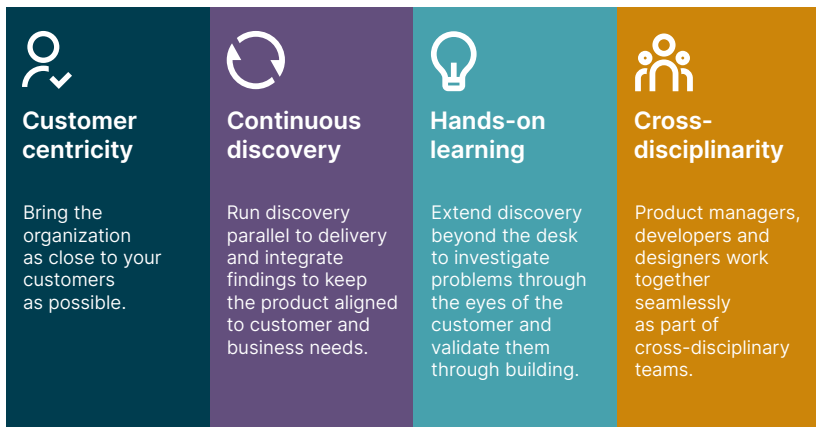 Customer
centricity
Bring the
organization
as close to your
customers
as possible.
Continuous
discovery
Run discovery
parallel to delivery
and integrate
findings to keep
the product aligned
to customer and
business needs.
Hands-on
learning
Extend discovery
beyond the desk
to investigate
problems through
the eyes of the
customer and
validate them
through building.
Cross-
disciplinarity
Product managers,
developers and
designers work
together
seamlessly
as part of
cross-disciplinary
teams.